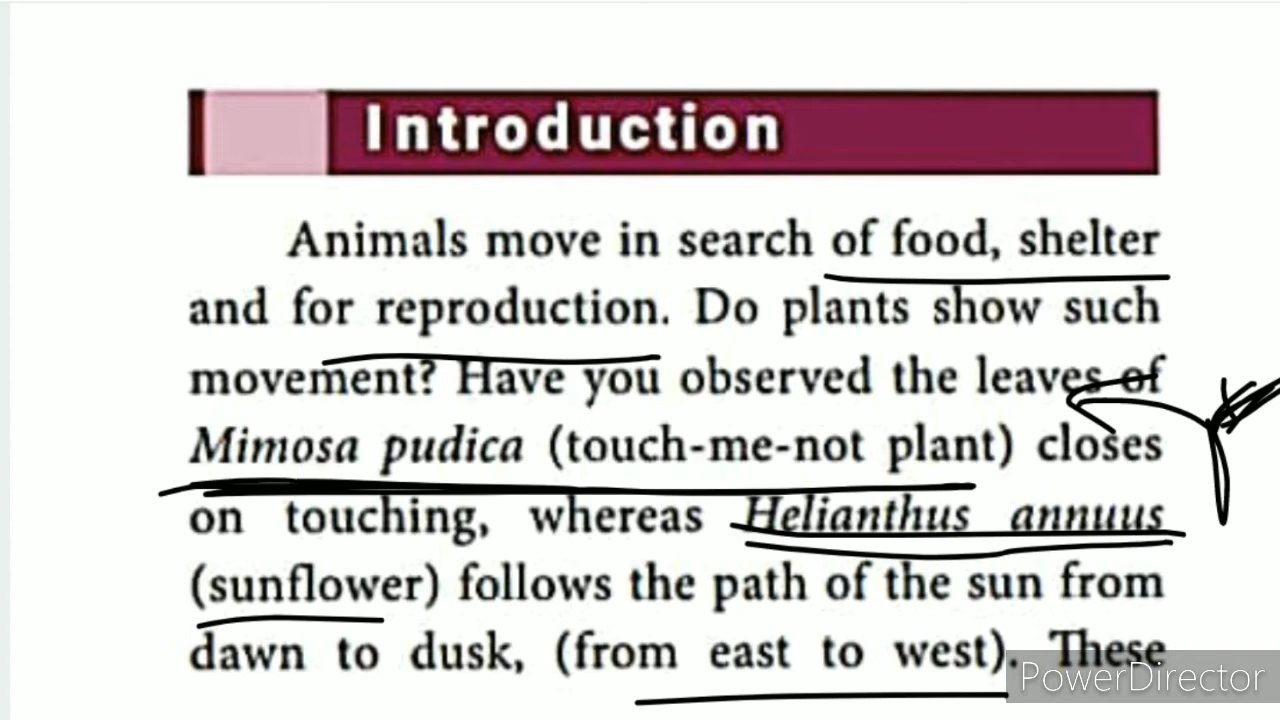 Introduction
Animals move in search of food, shelter
and for reproduction. Do plants show such
movement? Have you observed the leaves of
Mimosa pudica (touch-me-not plant) closes
on touching, whereas Helianthus annuus
(sunflower) follows the path of the sun from
dawn to dusk, (from east to west). These
PowerDirector